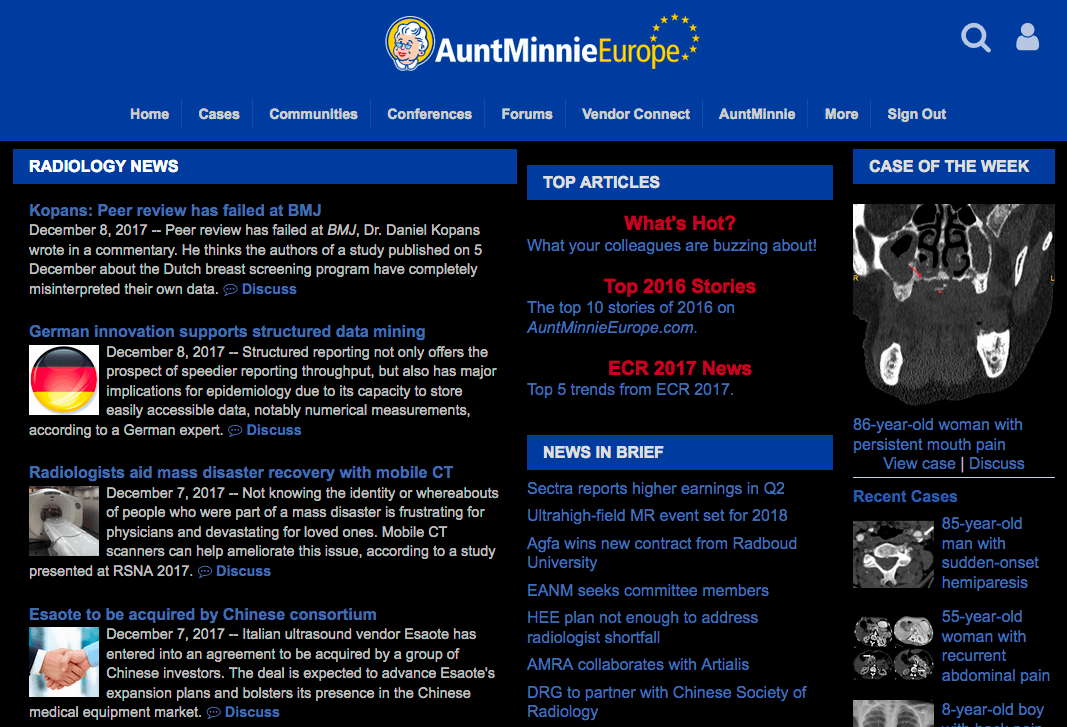 AuntMinnieEurope
Home
Cases
Communities
Conferences
Forums
Vendor Connect
AuntMinnie
More
Sign Out
RADIOLOGY NEWS
Kopans: Peer review has failed at BMJ
December 8, 2017 -- Peer review has failed at BMJ, Dr. Daniel Kopans
wrote in a commentary. He thinks the authors of a study published on 5
December about the Dutch breast screening program have completely
misinterpreted their own data. Discuss
German innovation supports structured data mining
December 8, 2017 -- Structured reporting not only offers the
prospect of speedier reporting throughput, but also has major
implications for epidemiology due to its capacity to store
easily accessible data, notably numerical measurements,
according to a German expert. Discuss
Radiologists aid mass disaster recovery with mobile CT
December 7, 2017 -- Not knowing the identity or whereabouts
of people who were part of a mass disaster is frustrating for
physicians and devastating for loved ones. Mobile CT
scanners can help ameliorate this issue, according to a study
presented at RSNA 2017. Discuss
Esaote to be acquired by Chinese consortium
December 7, 2017 -- Italian ultrasound vendor Esaote has
entered into an agreement to be acquired by a group of
Chinese investors. The deal is expected to advance Esaote's
expansion plans and bolsters its presence in the Chinese
medical equipment market. Discuss
TOP ARTICLES
What's Hot?
What your colleagues are buzzing about!
Top 2016 Stories
The top 10 stories of 2016 on
AuntMinnieEurope.com.
ECR 2017 News
Top 5 trends from ECR 2017.
NEWS IN BRIEF
Sectra reports higher earnings in Q2
Ultrahigh-field MR event set for 2018
Agfa wins new contract from Radboud
University
EANM seeks committee members
HEE plan not enough to address
radiologist shortfall
AMRA collaborates with Artialis
DRG to partner with Chinese Society of
Radiology
CASE OF THE WEEK
R
L
86-year-old woman with
persistent mouth pain
View case | Discuss
Recent Cases
85-year-old
man with
sudden-onset
hemiparesis
55-year-old
woman with
recurrent
abdominal pain
8-year-old boy
with back pain